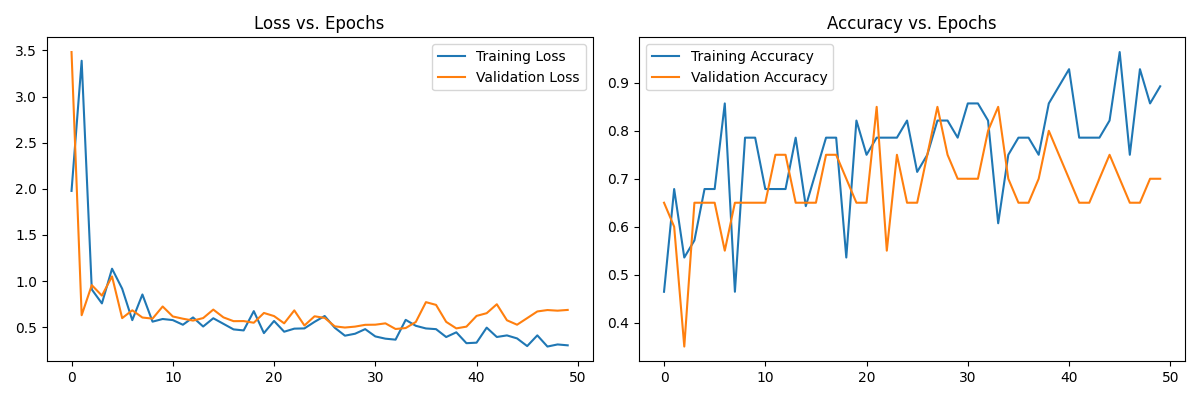 Loss vs. Epochs
Training Loss
Validation Loss
3.5
3.0
2.5
2.0
1.5
1.0
0.5
0 10 20 30 40 50
Accuracy vs. Epochs
Training Accuracy
Validation Accuracy
0.9
0.8
0.7
0.6
0.5
0.4
0 10 20 30 40 50